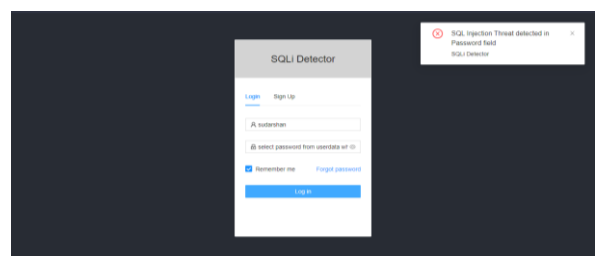 SQL Injection Threat detected in
Password field
SQLi Detector
SQLi Detector
Login Sign Up
sudarshan
select password from userdata wh
Remember me Forgot password
Log in